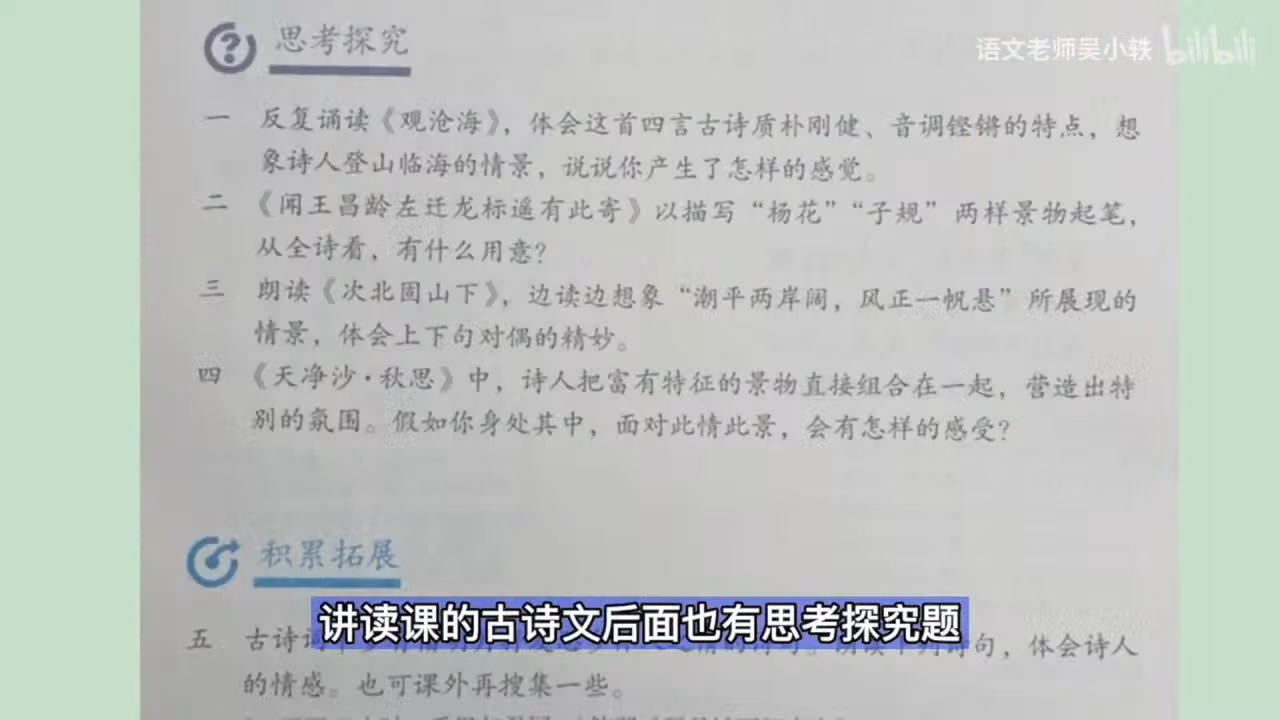 思考探究
语文老师吴小轶 bilibili
一 反复诵读《观沧海》，体会这首四言古诗质朴刚健、音调铿锵的特点，想
象诗人登山临海的情景，说说你产生了怎样的感觉。
二 《闻王昌龄左迁龙标遥有此寄》以描写“杨花”“子规”两样景物起笔，
从全诗看，有什么用意？
三 朗读《次北固山下》，边读边想象“潮平两岸阔，风正一帆悬”所展现的
情景，体会上下句对偶的精妙。
四 《天净沙·秋思》中，诗人把富有特征的景物直接组合在一起，营造出特
别的氛围。假如你身处其中，面对此情此景，会有怎样的感受？
积累拓展
讲读课的古诗文后面也有思考探究题
五 古诗词 句，体会诗人
的情感。也可课外再搜集一些。